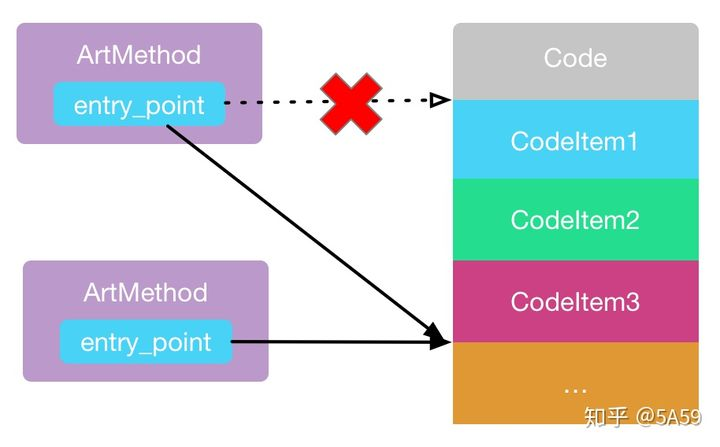 ArtMethod
entry_point
ArtMethod
entry_point
Code
CodeItem1
CodeItem2
CodeItem3
...
知乎 @5A59